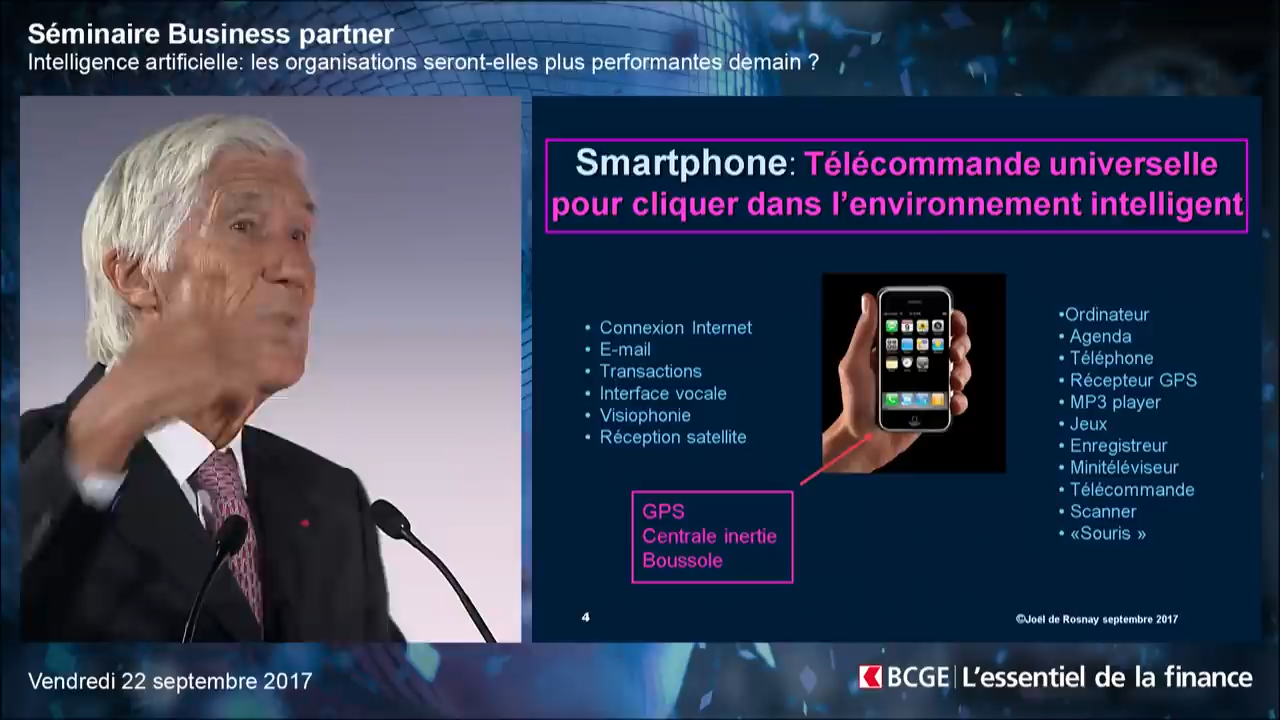 Séminaire Business partner
Intelligence artificielle: les organisations seront-elles plus performantes demain ?
Smartphone: Télécommande universelle
pour cliquer dans l’environnement intelligent
• Connexion Internet
• E-mail
• Transactions
• Interface vocale
• Visiophonie
• Réception satellite
•Ordinateur
• Agenda
• Téléphone
• Récepteur GPS
• MP3 player
• Jeux
• Enregistreur
• Minitéléviseur
• Télécommande
• Scanner
• «Souris »
GPS
Centrale inertie
Boussole
4
©Joël de Rosnay septembre 2017
Vendredi 22 septembre 2017
BCGE L’essentiel de la finance